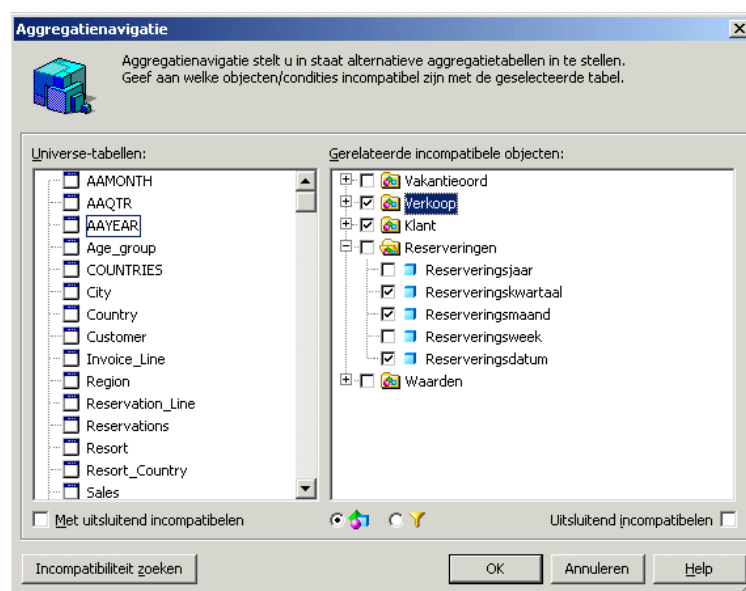 Aggregatienavigatie
Aggregatienavigatie stelt u in staat alternatieve aggregatietabellen in te stellen.
Geef aan welke objecten/condities incompatibel zijn met de geselecteerde tabel.
Universe-tabellen:
AAMONTH
AAQTR
AAYEAR
Age_group
COUNTRIES
City
Country
Customer
Invoice_Line
Region
Reservation_Line
Reservations
Resort
Resort_Country
Sales
Met uitsluitend incompatibelen
Gerelateerde incompatibele objecten:
Vakantieoord
Verkoop
Klant
Reserveringen
Reserveringsjaar
Reserveringskwartaal
Reserveringsmaand
Reserveringsweek
Reserveringsdatum
Waarden
Uitsluitend incompatibelen
Incompatibiliteit zoeken
OK
Annuleren
Help